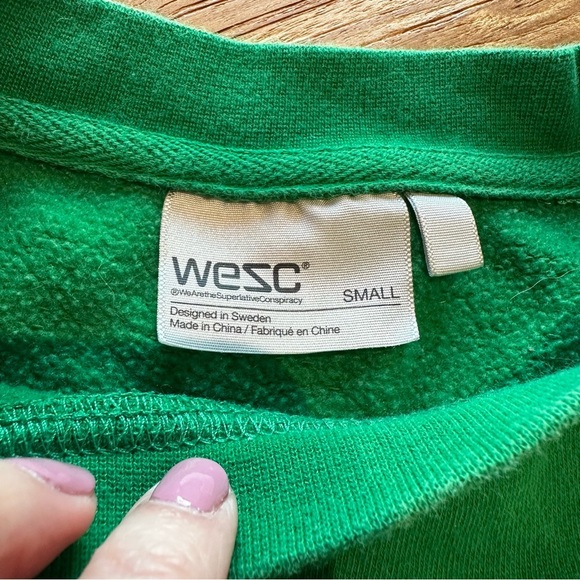 wesc®
®WeAretheSuperlativeConspiracy
SMALL
Designed in Sweden
Made in China / Fabriqué en Chine